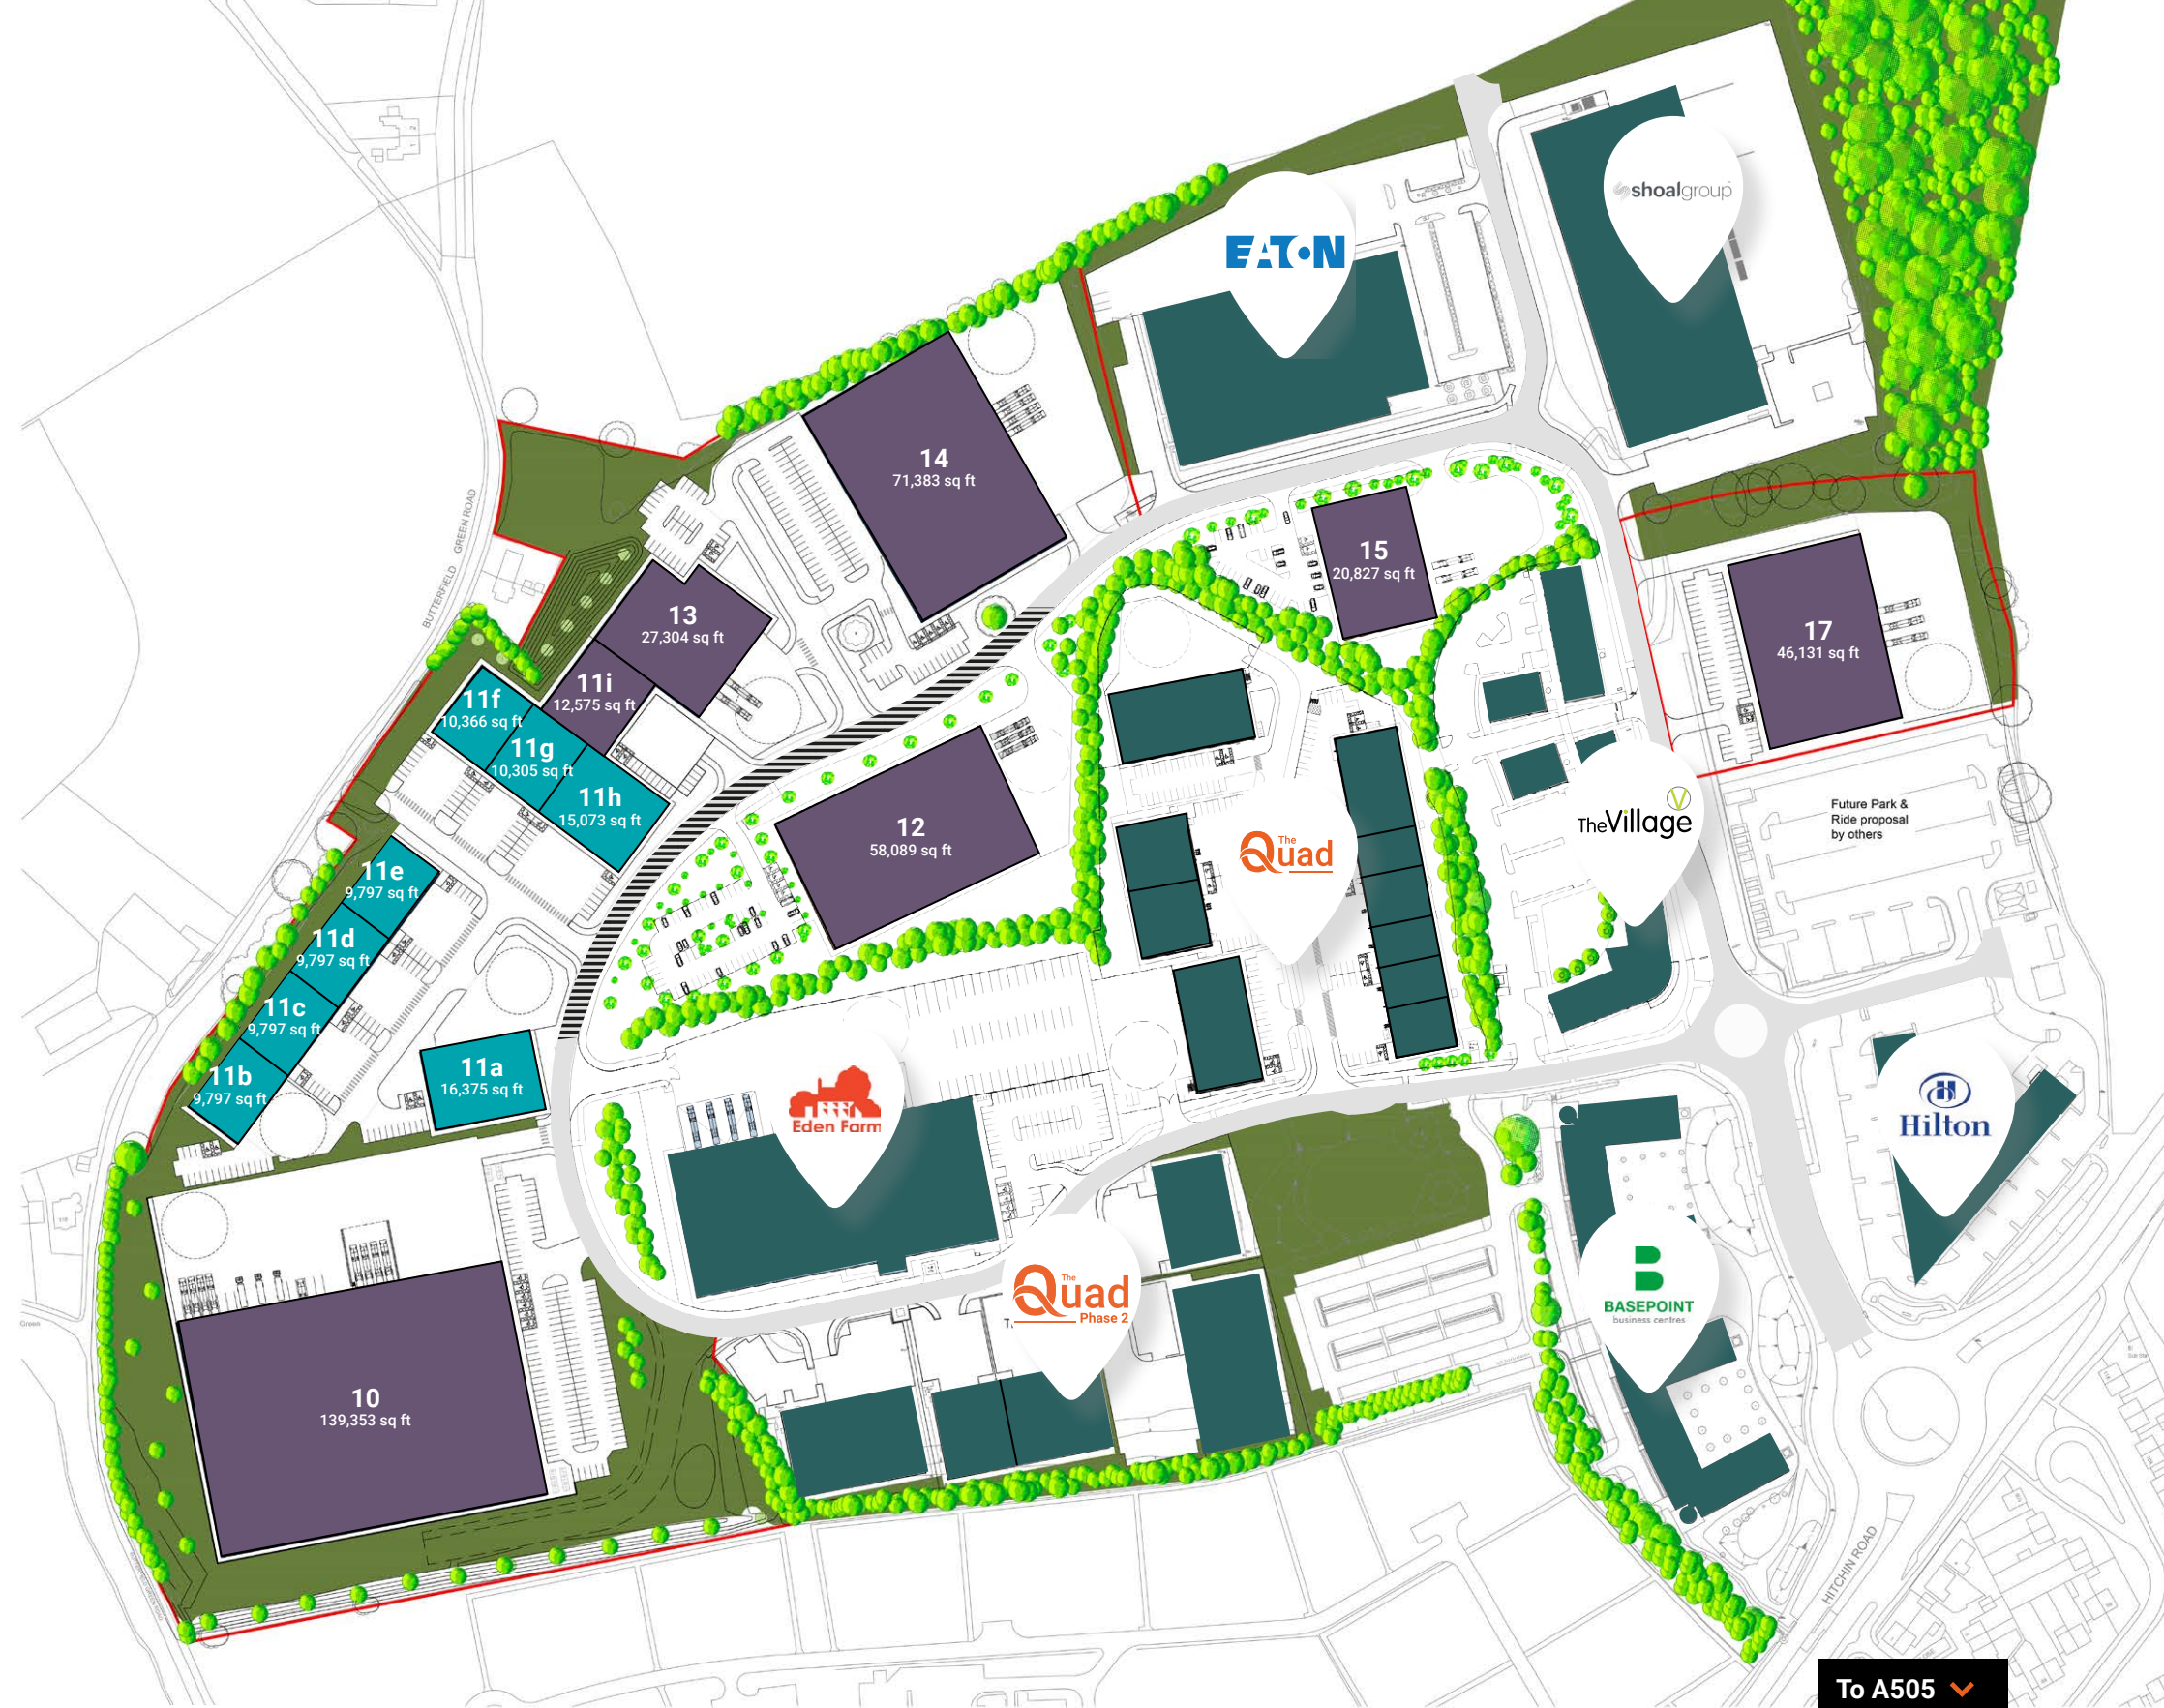 shoalgroup
EATON
14
71,383 sq ft
15
20,827 sq ft
GREEN ROAD
BUTTERFIELD
13
27,304 sq ft
17
46,131 sq ft
11i
12,575 sq ft
11f
10,366 sq ft
11g
10,305 sq ft
11h
15,073 sq ft
12
58,089 sq ft
The
Quad
V
TheVillage
Future Park &
Ride proposal
by others
11e
9,797 sq ft
11d
9,797 sq ft
11c
9,797 sq ft
11b
9,797 sq ft
11a
16,375 sq ft
Eden Farm
H
Hilton
The
Quad
Phase 2
B
BASEPOINT
business centres
Green
10
139,353 sq ft
HITCHIN ROAD
To A505